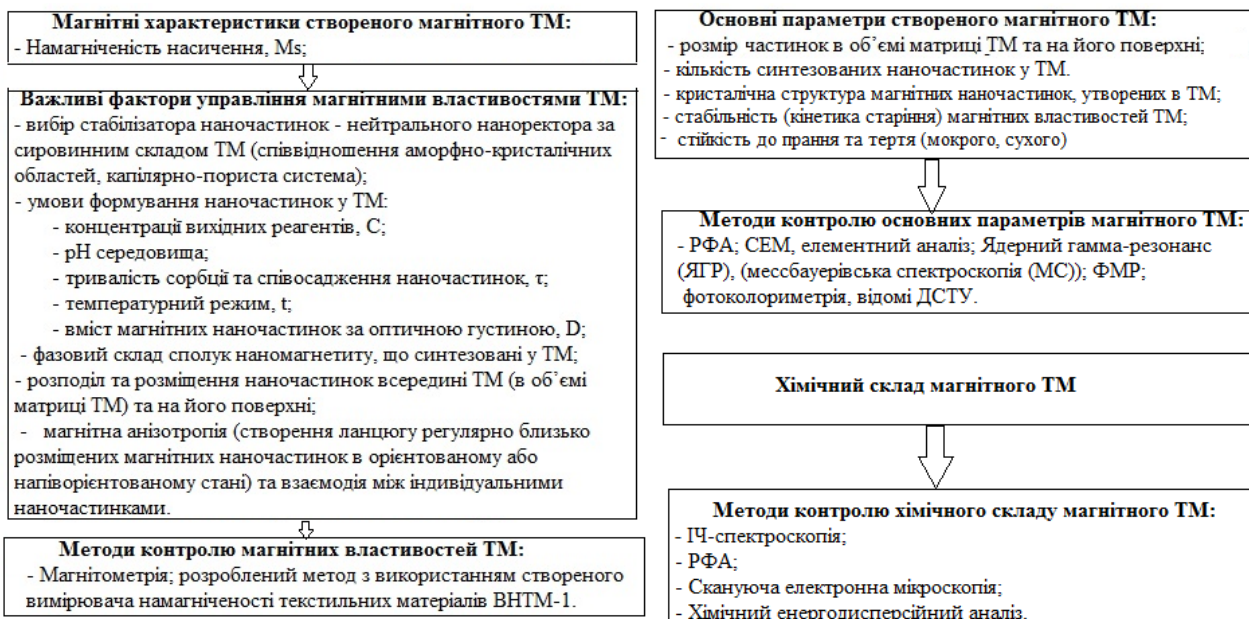 Магнітні характеристики створеного магнітного ТМ:
- Намагніченість насичення, Ms;
Важливі фактори управління магнітними властивостями ТМ:
- вибір стабілізатора наночастинок - нейтрального наноректора за
сировинним складом ТМ (співвідношення аморфно-кристалічних
областей, капілярно-пориста система);
- умови формування наночастинок у ТМ:
- концентрації вихідних реагентів, С;
- рН середовища;
- тривалість сорбції та співосадження наночастинок, τ;
- температурний режим, t;
- вміст магнітних наночастинок за оптичною густиною, D;
- фазовий склад сполук наномагнетиту, що синтезовані у ТМ;
- розподіл та розміщення наночастинок всередині ТМ (в об’ємі
матриці ТМ) та на його поверхні;
- магнітна анізотропія (створення ланцюгу регулярно близько
розміщених магнітних наночастинок в орієнтованому або
напіворієнтованому стані) та взаємодія між індивідуальними
наночастинками.
Методи контролю магнітних властивостей ТМ:
- Магнітометрія; розроблений метод з використанням створеного
вимірювача намагніченості текстильних матеріалів ВНТМ-1.
Основні параметри створеного магнітного ТМ:
- розмір частинок в об’ємі матриці ТМ та на його поверхні;
- кількість синтезованих наночастинок у ТМ.
- кристалічна структура магнітних наночастинок, утворених в ТМ;
- стабільність (кінетика старіння) магнітних властивостей ТМ;
- стійкість до прання та тертя (мокрого, сухого)
Методи контролю основних параметрів магнітного ТМ:
- РФА; СЕМ, елементний аналіз; Ядерний гамма-резонанс
(ЯГР), (мессбауерівська спектроскопія (МС)); ФМР;
фотоколориметрія, відомі ДСТУ.
Хімічний склад магнітного ТМ
Методи контролю хімічного складу магнітного ТМ:
- ІЧ-спектроскопія;
- РФА;
- Скануюча електронна мікроскопія;
- Хімічний енергодисперсійний аналіз.